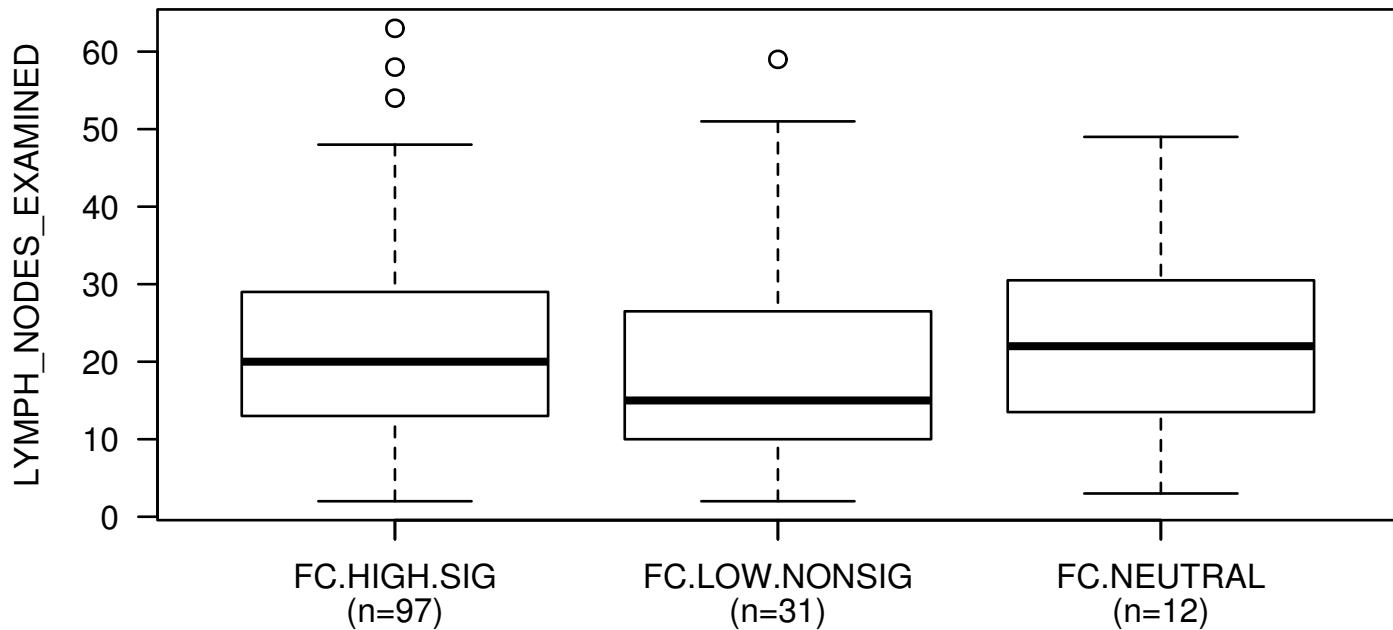 LYMPH_NODES_EXAMINED
60
50
40
30
20
10
0
FC.HIGH.SIG
(n=97)
FC.LOW.NONSIG
(n=31)
FC.NEUTRAL
(n=12)